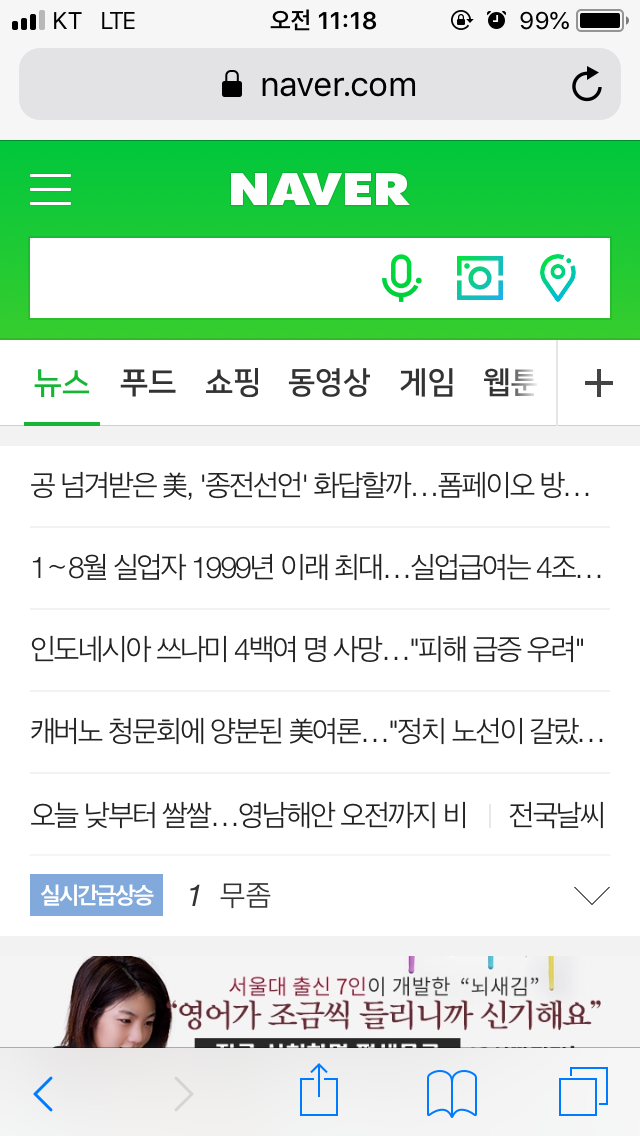 KT LTE 오전 11:18 99%
naver.com
NAVER
뉴스 푸드 쇼핑 동영상 게임 웹툰
공 넘겨받은 美, '종전선언' 화답할까…폼페이오 방…
1~8월 실업자 1999년 이래 최대…실업급여는 4조…
인도네시아 쓰나미 4백여 명 사망…"피해 급증 우려"
캐버노 청문회에 양분된 美여론…"정치 노선이 갈랐…
오늘 낮부터 쌀쌀…영남해안 오전까지 비 전국날씨
실시간급상승 1 무좀
서울대 출신 7인이 개발한 “뇌새김”
“영어가 조금씩 들리니까 신기해요”